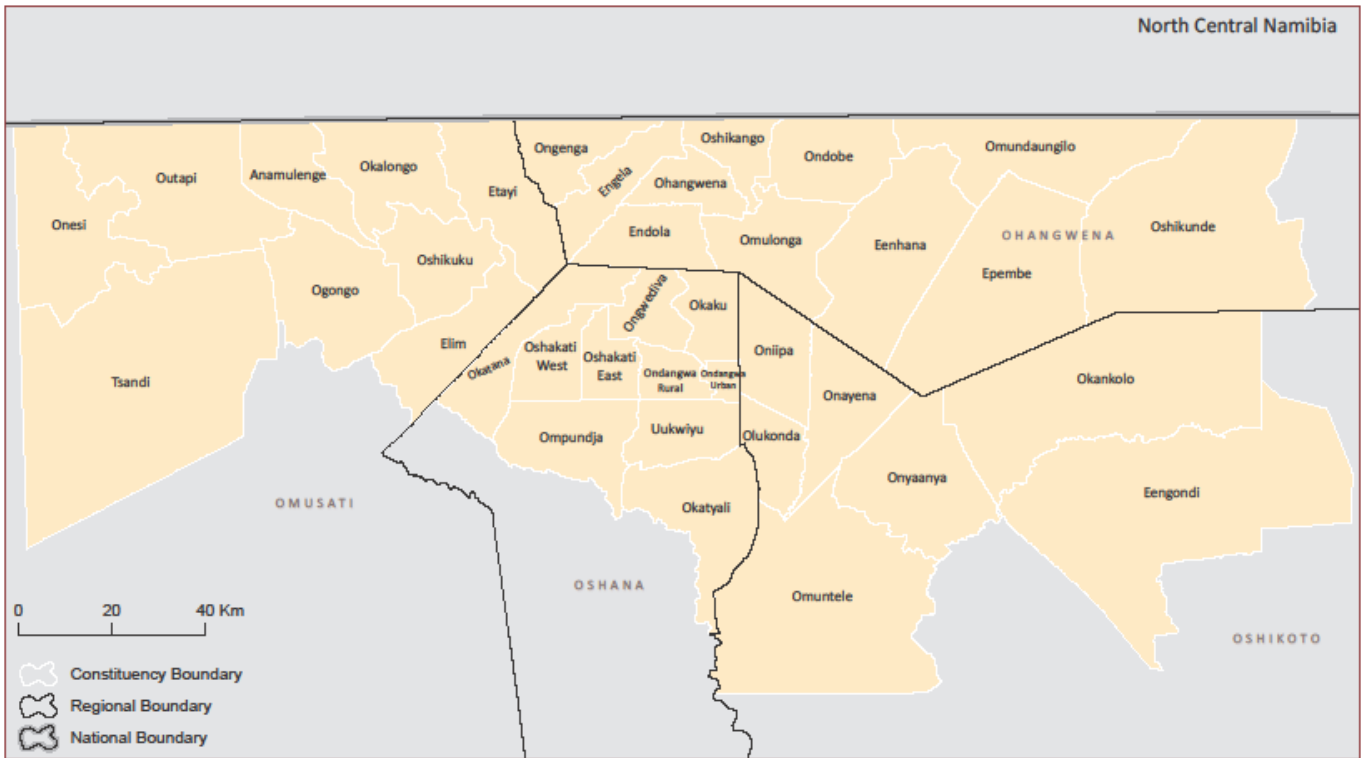 North Central Namibia
Oshikango
Ongenga
Omundaungilo
Ondobe
Okalongo
Anamulenge
Outapi
Engela
Ohangwena
Etayi
Onesi
Oshikunde
Endola
OHANGWENA
Omulonga
Eenhana
Oshikuku
Epembe
Ogongo
Ongwediva
Okaku
Elim
Oshakati
West
Oshakati
East
Oniipa
Okatana
Ondangwa
Rural
Ondangwa
Urban
Okankolo
Tsandi
Onayena
Uukwiyu
Ompundja
Olukonda
Onyaanya
Eengondi
OMUSATI
Okatyali
OSHANA
Omuntele
0 20 40 Km
OSHIKOTO
Constituency Boundary
Regional Boundary
National Boundary